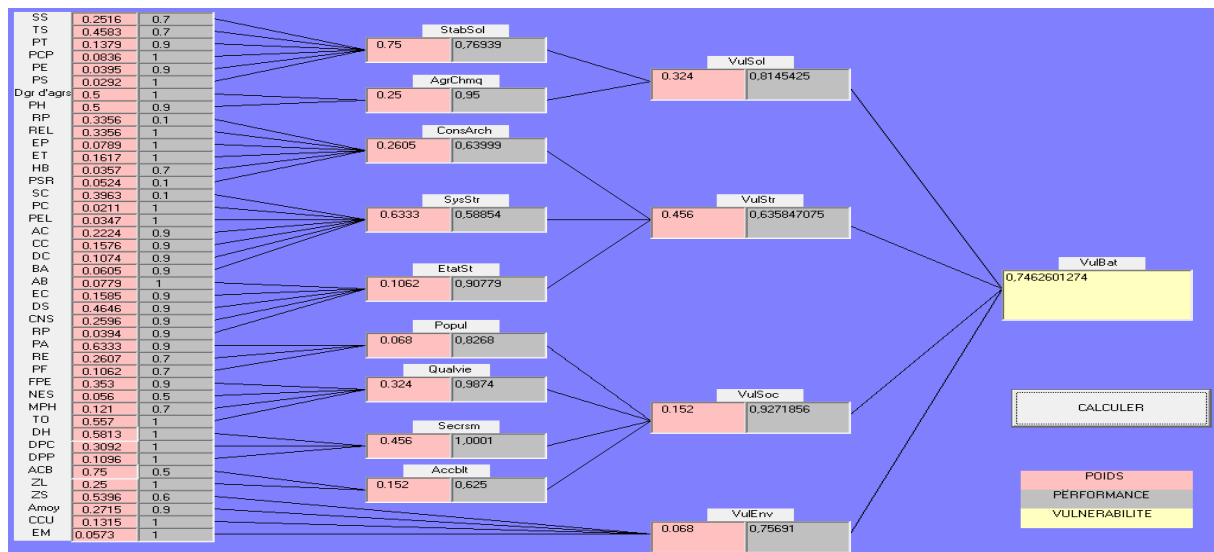 SS 0.2516 0.7
TS 0.4583 0.7
PT 0.1379 0.9
PCP 0.0836 1
PE 0.0395 0.9
PS 0.0292 1
Dgr d'agrs 0.5 1
PH 0.5 0.9
RP 0.3356 0.1
REL 0.3356 1
EP 0.0789 1
ET 0.1617 1
HB 0.0357 0.7
PSR 0.0524 0.1
SC 0.3963 0.1
PC 0.0211 1
PEL 0.0347 1
AC 0.2224 0.9
CC 0.1576 0.9
DC 0.1074 0.9
BA 0.0605 0.9
AB 0.0779 1
EC 0.1585 0.9
DS 0.4646 0.9
CNS 0.2596 0.9
RP 0.0394 0.9
PA 0.6333 0.9
RE 0.2607 0.7
PF 0.1062 0.7
FPE 0.353 0.9
NES 0.056 0.5
MPH 0.121 0.7
TO 0.557 1
DH 0.5813 1
DPC 0.3092 1
DPP 0.1096 1
ACB 0.75 0.5
ZL 0.25 1
ZS 0.5396 0.6
Amoy 0.2715 0.9
CCU 0.1315 1
EM 0.0573 1
StabSol
0.75 0,76939
AgrChmq
0.25 0,95
ConsArch
0.2605 0,63999
SysStr
0.6333 0,58854
EtatSt
0.1062 0,90779
Popul
0.068 0,8268
Qualvie
0.324 0,9874
Secrsm
0.456 1,0001
Accblt
0.152 0,625
VulSol
0.324 0,8145425
VulStr
0.456 0,635847075
VulSoc
0.152 0,9271856
VulEnv
0.068 0,75691
VulBat
0,7462601274
CALCULER
POIDS
PERFORMANCE
VULNERABILITE